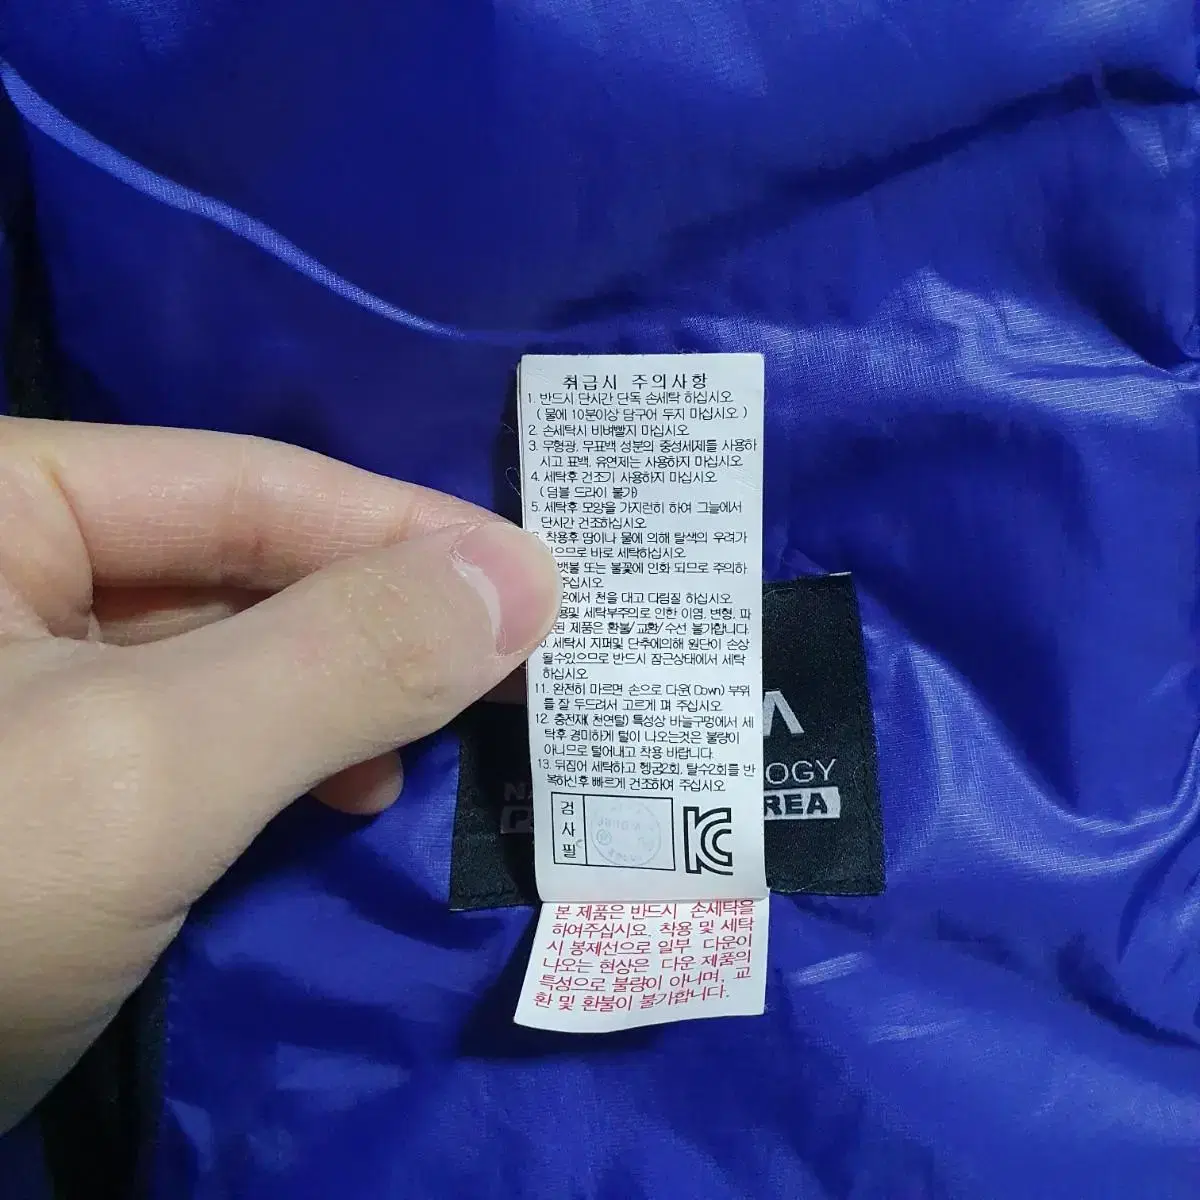 취급시 주의사항
1. 반드시 단시간 단독 손세탁 하십시오
( 물에 10분이상 담구어 두지 마십시오 )
2. 손세탁시 비벼빨지 마십시오
3. 무형광, 무표백 성분의 중성세제를 사용하
시고 표백, 유연제는 사용하지 마십시오
4. 세탁후 건조기 사용하지 마십시오
( 덤블 드라이 불가)
5. 세탁후 모양을 가지런히 하여 그늘에서
단시간 건조하십시오
착용후 땀이나 물에 의해 탈색의 우려가
으므로 바로 세탁하십시오
뱃불 또는 불꽃에 인화 되므로 주의하
주십시오
에서 천을 대고 다림질 하십시오
및 세탁부주의로 인한 이염, 변형, 파
된 제품은 환불/교환/수선 불가합니다.
세탁시 지퍼및 단추에의해 원단이 손상
될수있으므로 반드시 잠근상태에서 세탁
하십시오
11. 완전히 마르면 손으로 다운(Down) 부위
를 잘 두드려서 고르게 펴 주십시오
12. 충전재( 천연털) 특성상 바늘구멍에서 세
탁후 경미하게 털이 나오는것은 불량이
아니므로 털어내고 착용 바랍니다.
13. 뒤집어 세탁하고 헹굼2회, 탈수2회를 반
복하신후 빠르게 건조하여 주십시오
검사필
KC
본 제품은 반드시 손세탁을
하여주십시오. 착용 및 세탁
시 봉제선으로 일부 다운이
나오는 현상은 다운 제품의
특성으로 불량이 아니며, 교
환 및 환불이 불가합니다.
OGY
REA